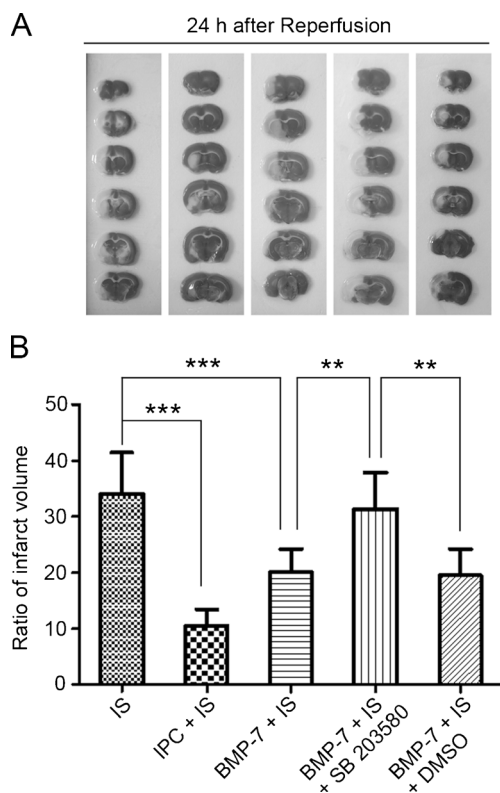 A
24 h after Reperfusion
B
***
**
**
***
Ratio of infarct volume
50
40
30
20
10
0
IS
IPC + IS
BMP-7 + IS
BMP-7 + IS
+ SB 203580
BMP-7 + IS
+ DMSO